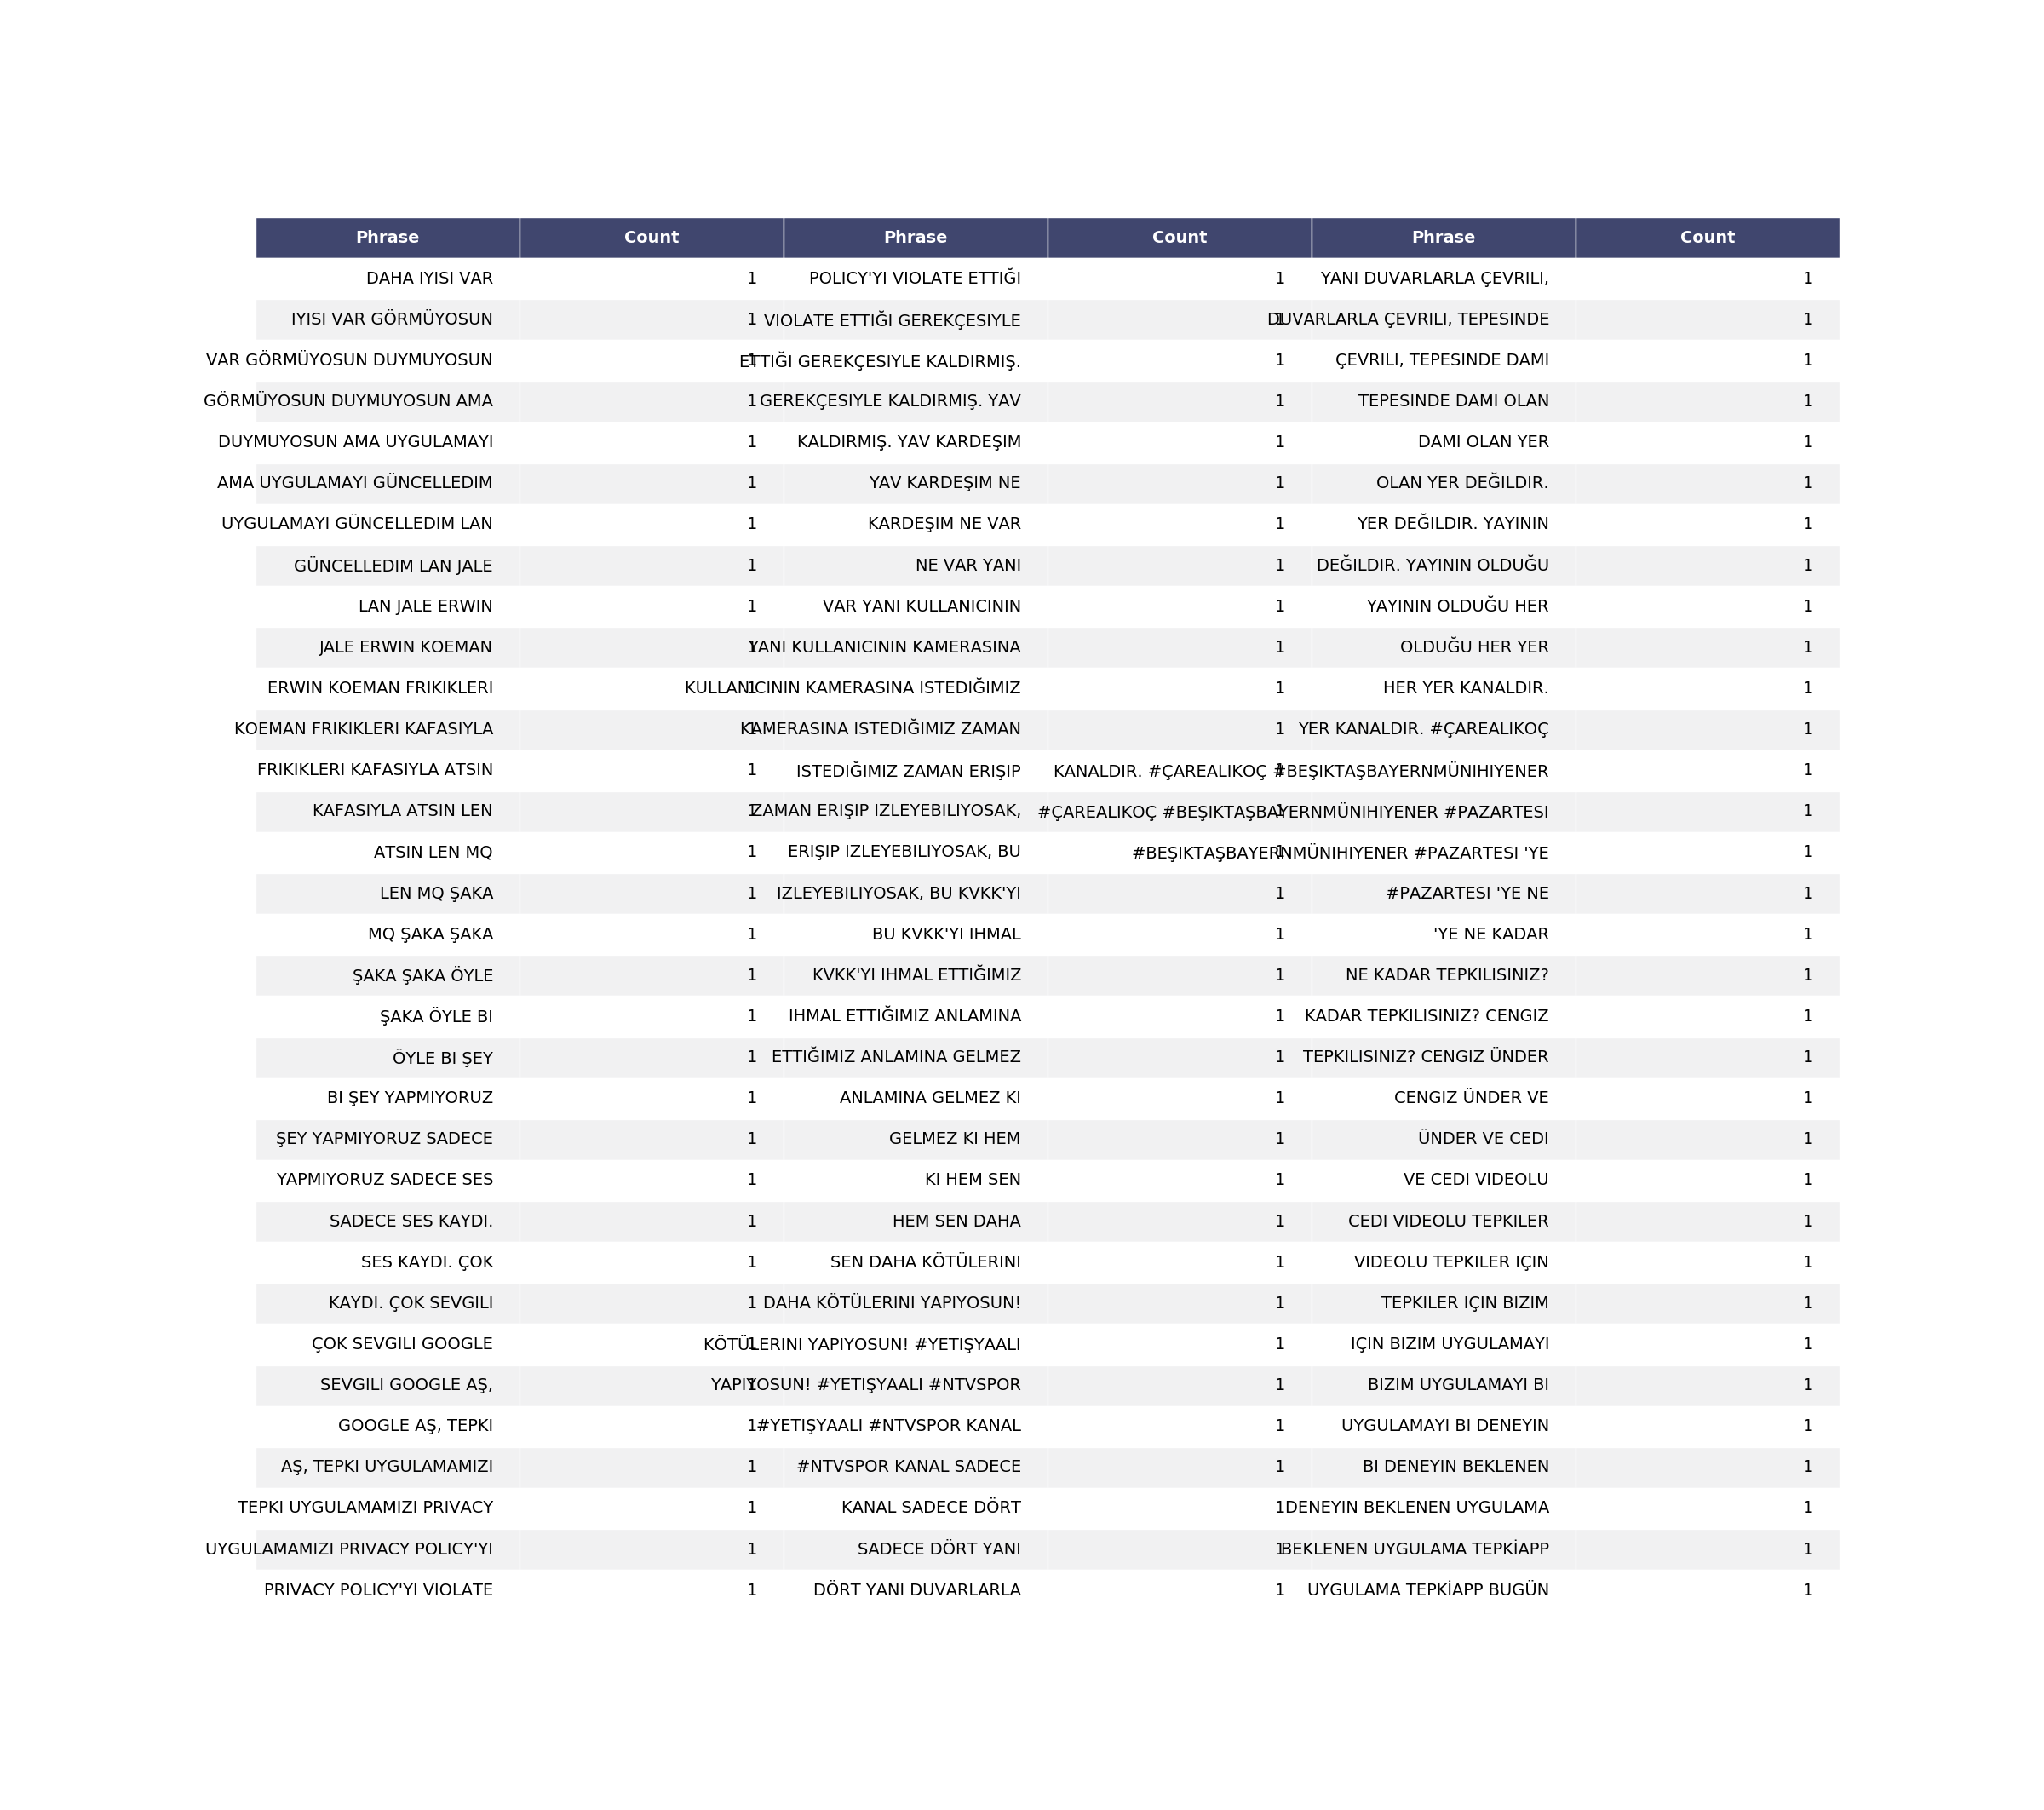 Phrase Count Phrase Count Phrase Count
DAHA IYISI VAR 1 POLICY'YI VIOLATE ETTIĞI 1 YANI DUVARLARLA ÇEVRILI, 1
IYISI VAR GÖRMÜYOSUN 1 VIOLATE ETTIĞI GEREKÇESIYLE 1 DUVARLARLA ÇEVRILI, TEPESINDE 1
VAR GÖRMÜYOSUN DUYMUYOSUN 1 ETTIĞI GEREKÇESIYLE KALDIRMIŞ. 1 ÇEVRILI, TEPESINDE DAMI 1
GÖRMÜYOSUN DUYMUYOSUN AMA 1 GEREKÇESIYLE KALDIRMIŞ. YAV 1 TEPESINDE DAMI OLAN 1
DUYMUYOSUN AMA UYGULAMAYI 1 KALDIRMIŞ. YAV KARDEŞIM 1 DAMI OLAN YER 1
AMA UYGULAMAYI GÜNCELLEDIM 1 YAV KARDEŞIM NE 1 OLAN YER DEĞILDIR. 1
UYGULAMAYI GÜNCELLEDIM LAN 1 KARDEŞIM NE VAR 1 YER DEĞILDIR. YAYININ 1
GÜNCELLEDIM LAN JALE 1 NE VAR YANI 1 DEĞILDIR. YAYININ OLDUĞU 1
LAN JALE ERWIN 1 VAR YANI KULLANICININ 1 YAYININ OLDUĞU HER 1
JALE ERWIN KOEMAN 1 YANI KULLANICININ KAMERASINA 1 OLDUĞU HER YER 1
ERWIN KOEMAN FRIKIKLERI 1 KULLANICININ KAMERASINA ISTEDIĞIMIZ 1 HER YER KANALDIR. 1
KOEMAN FRIKIKLERI KAFASIYLA 1 KAMERASINA ISTEDIĞIMIZ ZAMAN 1 YER KANALDIR. #ÇAREALIKOÇ 1
FRIKIKLERI KAFASIYLA ATSIN 1 ISTEDIĞIMIZ ZAMAN ERIŞIP 1 KANALDIR. #ÇAREALIKOÇ #BEŞIKTAŞBAYERNMÜNIHIYENER 1
KAFASIYLA ATSIN LEN 1 ZAMAN ERIŞIP IZLEYEBILIYOSAK, 1 #ÇAREALIKOÇ #BEŞIKTAŞBAYERNMÜNIHIYENER #PAZARTESI 1
ATSIN LEN MQ 1 ERIŞIP IZLEYEBILIYOSAK, BU 1 #BEŞIKTAŞBAYERNMÜNIHIYENER #PAZARTESI 'YE 1
LEN MQ ŞAKA 1 IZLEYEBILIYOSAK, BU KVKK'YI 1 #PAZARTESI 'YE NE 1
MQ ŞAKA ŞAKA 1 BU KVKK'YI IHMAL 1 'YE NE KADAR 1
ŞAKA ŞAKA ÖYLE 1 KVKK'YI IHMAL ETTIĞIMIZ 1 NE KADAR TEPKILISINIZ? 1
ŞAKA ÖYLE BI 1 IHMAL ETTIĞIMIZ ANLAMINA 1 KADAR TEPKILISINIZ? CENGIZ 1
ÖYLE BI ŞEY 1 ETTIĞIMIZ ANLAMINA GELMEZ 1 TEPKILISINIZ? CENGIZ ÜNDER 1
BI ŞEY YAPMIYORUZ 1 ANLAMINA GELMEZ KI 1 CENGIZ ÜNDER VE 1
ŞEY YAPMIYORUZ SADECE 1 GELMEZ KI HEM 1 ÜNDER VE CEDI 1
YAPMIYORUZ SADECE SES 1 KI HEM SEN 1 VE CEDI VIDEOLU 1
SADECE SES KAYDI. 1 HEM SEN DAHA 1 CEDI VIDEOLU TEPKILER 1
SES KAYDI. ÇOK 1 SEN DAHA KÖTÜLERINI 1 VIDEOLU TEPKILER IÇIN 1
KAYDI. ÇOK SEVGILI 1 DAHA KÖTÜLERINI YAPIYOSUN! 1 TEPKILER IÇIN BIZIM 1
ÇOK SEVGILI GOOGLE 1 KÖTÜLERINI YAPIYOSUN! #YETIŞYAALI 1 IÇIN BIZIM UYGULAMAYI 1
SEVGILI GOOGLE AŞ, 1 YAPIYOSUN! #YETIŞYAALI #NTVSPOR 1 BIZIM UYGULAMAYI BI 1
GOOGLE AŞ, TEPKI 1 #YETIŞYAALI #NTVSPOR KANAL 1 UYGULAMAYI BI DENEYIN 1
AŞ, TEPKI UYGULAMAMIZI 1 #NTVSPOR KANAL SADECE 1 BI DENEYIN BEKLENEN 1
TEPKI UYGULAMAMIZI PRIVACY 1 KANAL SADECE DÖRT 1 DENEYIN BEKLENEN UYGULAMA 1
UYGULAMAMIZI PRIVACY POLICY'YI 1 SADECE DÖRT YANI 1 BEKLENEN UYGULAMA TEPKİAPP 1
PRIVACY POLICY'YI VIOLATE 1 DÖRT YANI DUVARLARLA 1 UYGULAMA TEPKİAPP BUGÜN 1